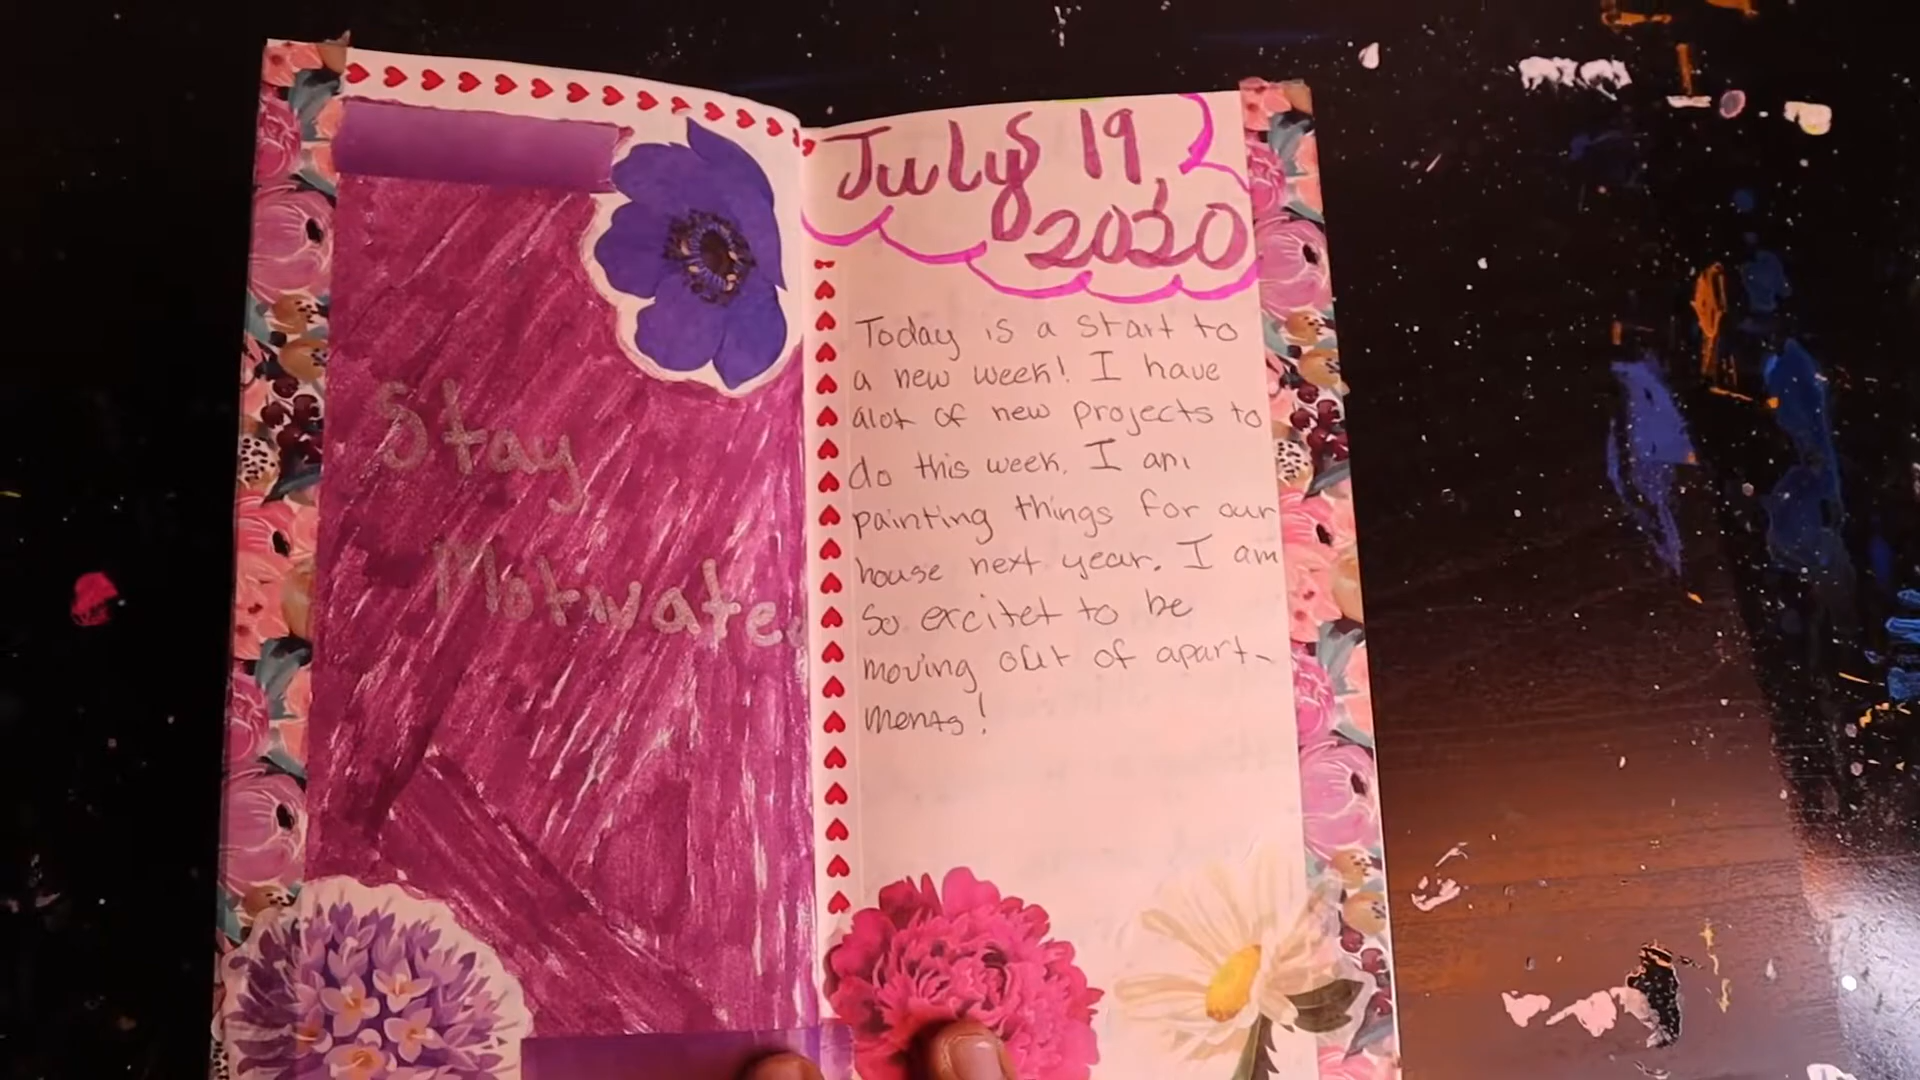 Stay
Motivated
July 19,
2020
Today is a start to
a new week! I have
alot of new projects to
do this week. I am
painting things for our
house next year. I am
so excitet to be
moving out of apart-
ments!